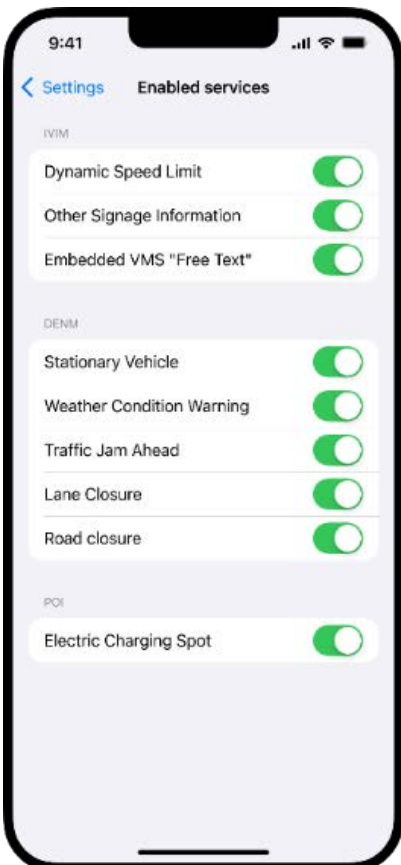 9:41
Settings
Enabled services
IVIM
Dynamic Speed Limit
Other Signage Information
Embedded VMS "Free Text"
DENM
Stationary Vehicle
Weather Condition Warning
Traffic Jam Ahead
Lane Closure
Road closure
POI
Electric Charging Spot